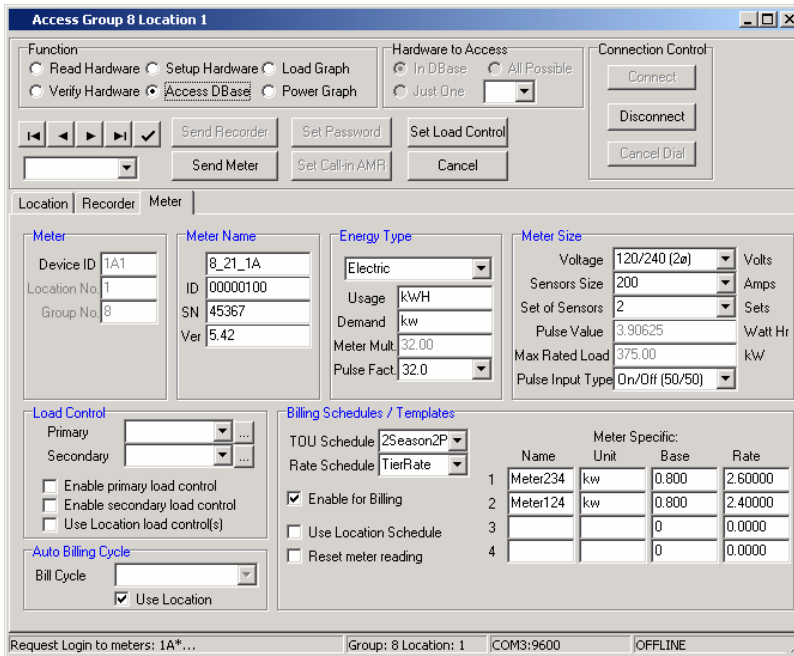 Access Group 8 Location 1
Function
Read Hardware Setup Hardware Load Graph
Verify Hardware Access DBase Power Graph
Hardware to Access
In DBase All Possible
Just One
Connection Control
Connect
Disconnect
Cancel Dial
Send Recorder Set Password Set Load Control
Send Meter Set Call-in AMR Cancel
Location Recorder Meter
Meter
Device ID 1A1
Location No. 1
Group No. 8
Meter Name
8_21_1A
ID 00000100
SN 45367
Ver 5.42
Energy Type
Electric
Usage kWH
Demand kw
Meter Mult. 32.00
Pulse Fact. 32.0
Meter Size
Voltage 120/240 (2ø) Volts
Sensors Size 200 Amps
Set of Sensors 2 Sets
Pulse Value 3.90625 Watt Hr
Max Rated Load 375.00 kW
Pulse Input Type On/Off (50/50)
Load Control
Primary ...
Secondary ...
Enable primary load control
Enable secondary load control
Use Location load control(s)
Auto Billing Cycle
Bill Cycle
Use Location
Billing Schedules / Templates
TOU Schedule 2Season2P
Rate Schedule TierRate
Enable for Billing
Use Location Schedule
Reset meter reading
Meter Specific:
Name Unit Base Rate
1 Meter234 kw 0.800 2.60000
2 Meter124 kw 0.800 2.40000
3 0 0.0000
4 0 0.0000
Request Login to meters: 1A*... Group: 8 Location: 1 COM3:9600 OFFLINE